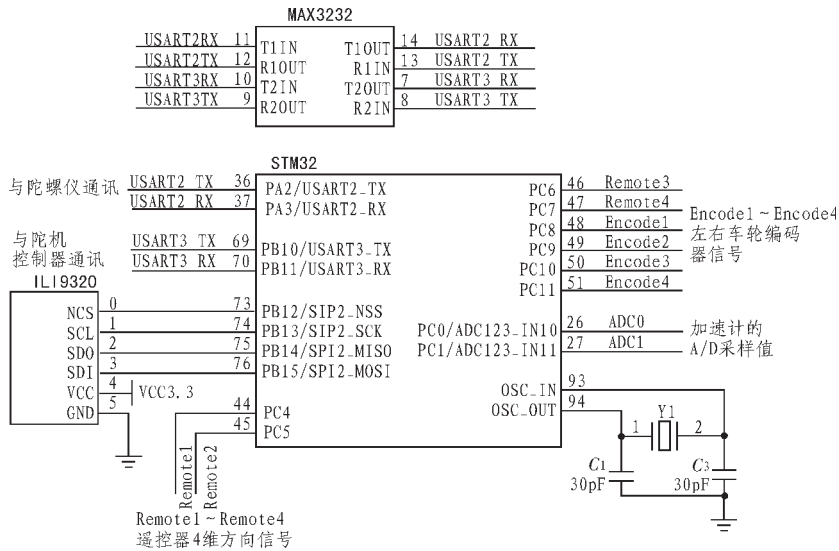 MAX3232
USART2RX 11 T1IN T1OUT 14 USART2 RX
USART2TX 12 R1OUT R1IN 13 USART2 TX
USART3RX 10 T2IN T2OUT 7 USART3 RX
USART3TX 9 R2OUT R2IN 8 USART3 TX
STM32
与陀螺仪通讯
USART2 TX 36 PA2/USART2_TX
USART2 RX 37 PA3/USART2_RX
与陀机
控制器通讯
USART3 TX 69 PB10/USART3_TX
USART3 RX 70 PB11/USART3_RX
ILI9320
NCS 0 73 PB12/SIP2_NSS
SCL 1 74 PB13/SIP2_SCK
SDO 2 75 PB14/SPI2_MISO
SDI 3 76 PB15/SPI2_MOSI
VCC 4 VCC3.3
GND 5
44 PC4
45 PC5
Remote1
Remote2
Remote1~Remote4
遥控器4维方向信号
PC6 46 Remote3
PC7 47 Remote4
PC8 48 Encode1
PC9 49 Encode2
PC10 50 Encode3
PC11 51 Encode4
Encode1~Encode4
左右车轮编码
器信号
PC0/ADC123_IN10 26 ADC0
PC1/ADC123_IN11 27 ADC1
加速计的
A/D采样值
OSC_IN 93
OSC_OUT 94
Y1
1 2
C1
30pF
C3
30pF